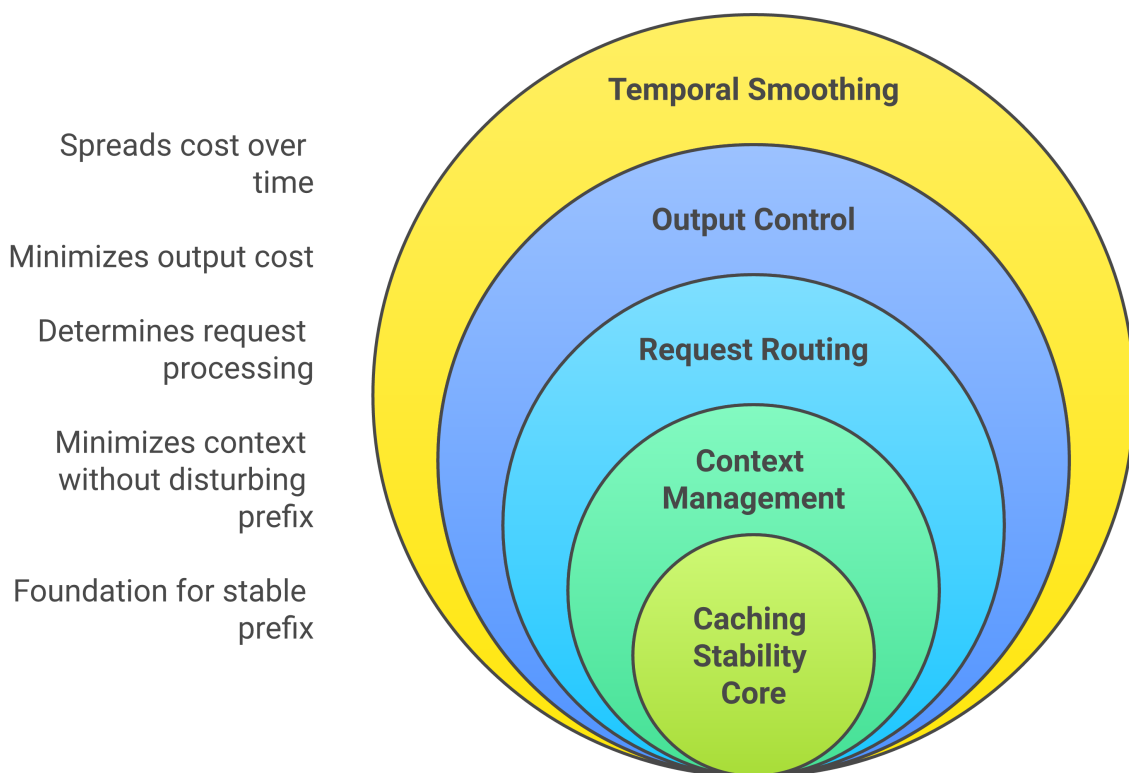 Temporal Smoothing
Spreads cost over
time
Output Control
Minimizes output cost
Determines request
processing
Request Routing
Minimizes context
without disturbing
prefix
Context
Management
Foundation for stable
prefix
Caching
Stability
Core